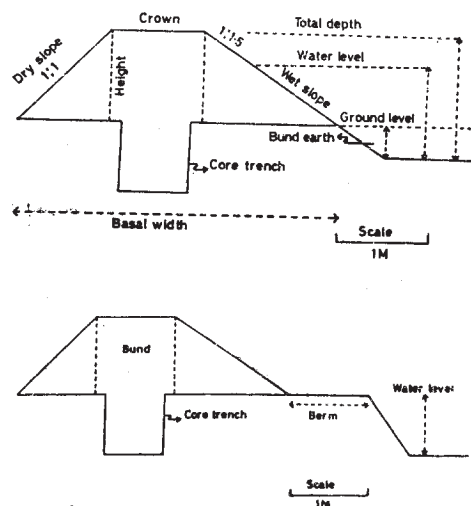 Crown
1:1·5
Total depth
Water level
Dry slope
1:1
Height
Wet slope
Ground level
Bund earth
Core trench
Basal width
Scale
1M
Bund
Water level
Core trench
Berm
Scale
1M